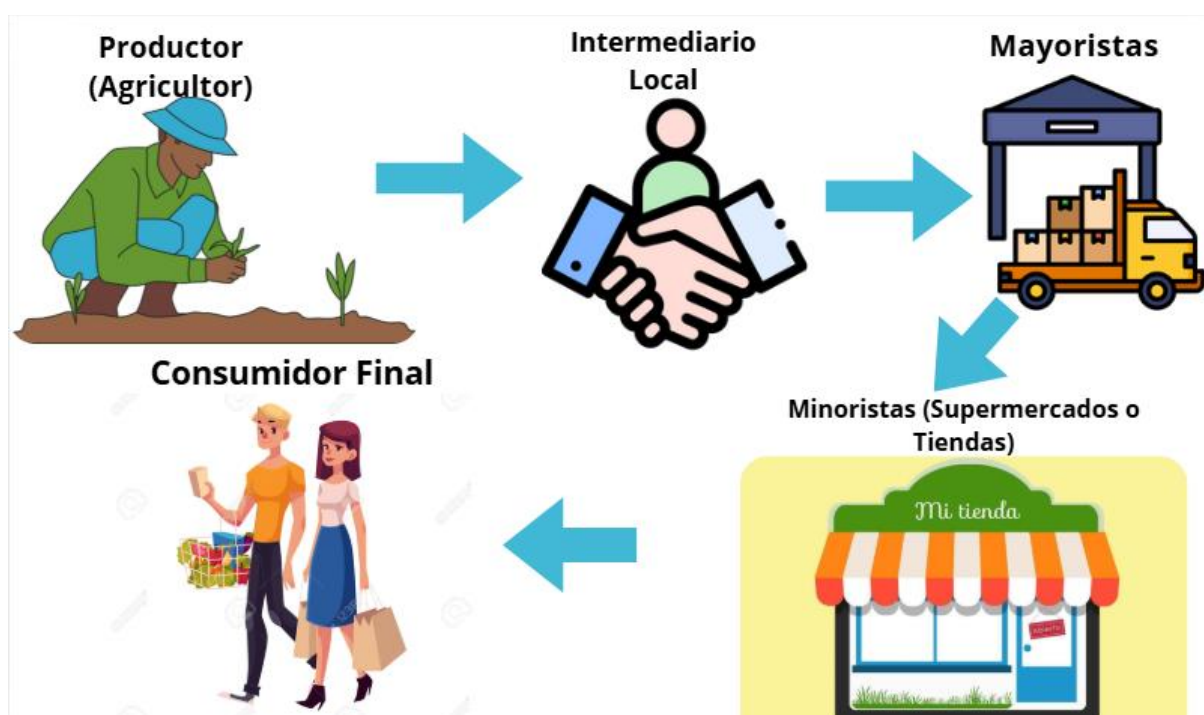 Productor
(Agricultor)
Intermediario
Local
Mayoristas
Minoristas (Supermercados o
Tiendas)
Mi tienda
Consumidor Final